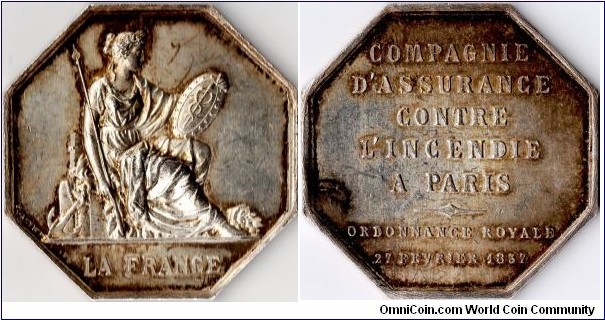 LA FRANCE
COMPAGNIE
D'ASSURANCE
CONTRE
L'INCENDIE
A PARIS
ORDONNANCE ROYALE
27 FEVRIER 1837
OmniCoin.com World Coin Community